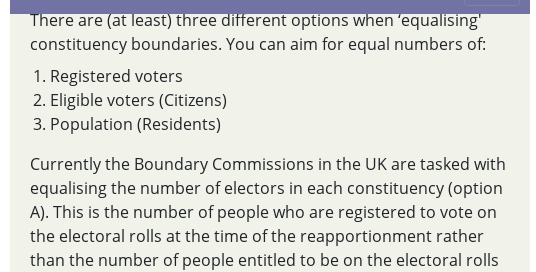 There are (at least) three different options when ‘equalising'
constituency boundaries. You can aim for equal numbers of:
1. Registered voters
2. Eligible voters (Citizens)
3. Population (Residents)
Currently the Boundary Commissions in the UK are tasked with
equalising the number of electors in each constituency (option
A). This is the number of people who are registered to vote on
the electoral rolls at the time of the reapportionment rather
than the number of people entitled to be on the electoral rolls